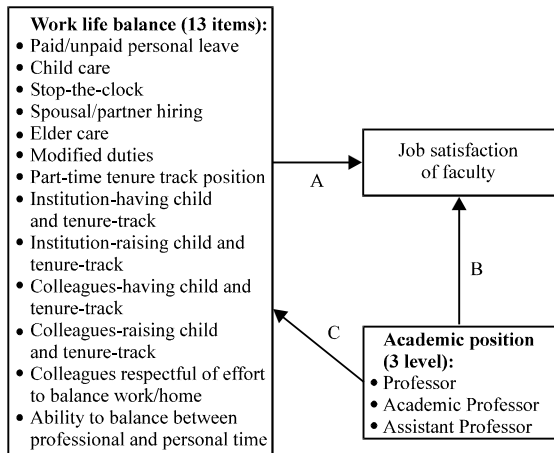 Work life balance (13 items):
• Paid/unpaid personal leave
• Child care
• Stop-the-clock
• Spousal/partner hiring
• Elder care
• Modified duties
• Part-time tenure track position
• Institution-having child
and tenure-track
• Institution-raising child and
tenure-track
• Colleagues-having child and
tenure-track
• Colleagues-raising child
and tenure-track
• Colleagues respectful of effort
to balance work/home
• Ability to balance between
professional and personal time
A
Job satisfaction
of faculty
B
C
Academic position
(3 level):
• Professor
• Academic Professor
• Assistant Professor